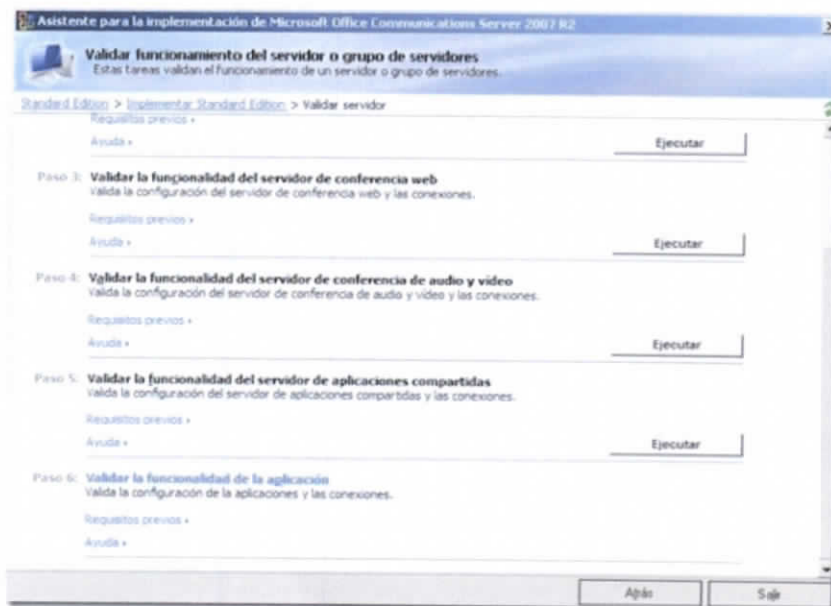 Asistente para la implementación de Microsoft Office Communications Server 2007 R2
Validar funcionamiento del servidor o grupo de servidores
Estas tareas validan el funcionamiento de un servidor o grupo de servidores.
Standard Edition > Implementar Standard Edition > Validar servidor
Requisitos previos
Ayuda
Ejecutar
Paso 3: Validar la funcionalidad del servidor de conferencia web
Valida la configuración del servidor de conferencia web y las conexiones.
Requisitos previos
Ayuda
Ejecutar
Paso 4: Validar la funcionalidad del servidor de conferencia de audio y vídeo
Valida la configuración del servidor de conferencia de audio y vídeo y las conexiones.
Requisitos previos
Ayuda
Ejecutar
Paso 5: Validar la funcionalidad del servidor de aplicaciones compartidas
Valida la configuración del servidor de aplicaciones compartidas y las conexiones.
Requisitos previos
Ayuda
Ejecutar
Paso 6: Validar la funcionalidad de la aplicación
Valida la configuración de la aplicaciones y las conexiones.
Requisitos previos
Ayuda
Atrás
Salir